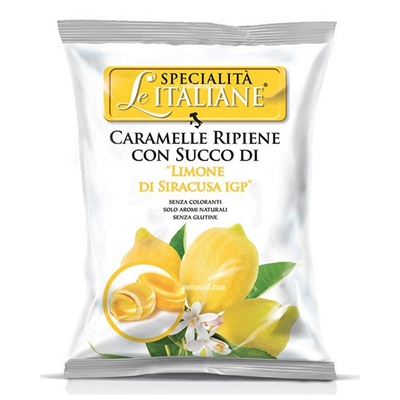 SPECIALITÀ
Le ITALIANE®
CARAMELLE RIPIENE
CON SUCCO DI
"LIMONE
DI SIRACUSA IGP"
SENZA COLORANTI
SOLO AROMI NATURALI
SENZA GLUTINE